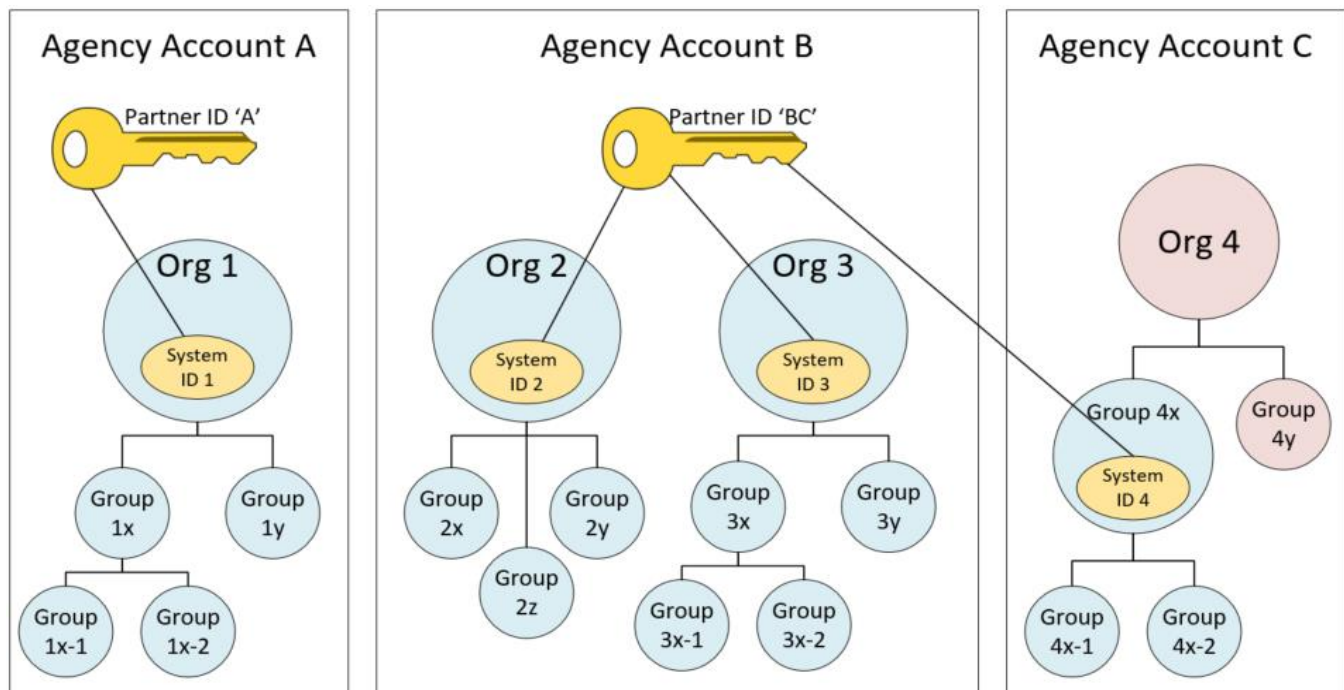 Agency Account A
Partner ID ‘A’
Org 1
System
ID 1
Group
1x
Group
1y
Group
1x-1
Group
1x-2
Agency Account B
Partner ID ‘BC’
Org 2
System
ID 2
Group
2x
Group
2y
Group
2z
Org 3
System
ID 3
Group
3x
Group
3y
Group
3x-1
Group
3x-2
Agency Account C
Org 4
Group 4x
System
ID 4
Group
4y
Group
4x-1
Group
4x-2